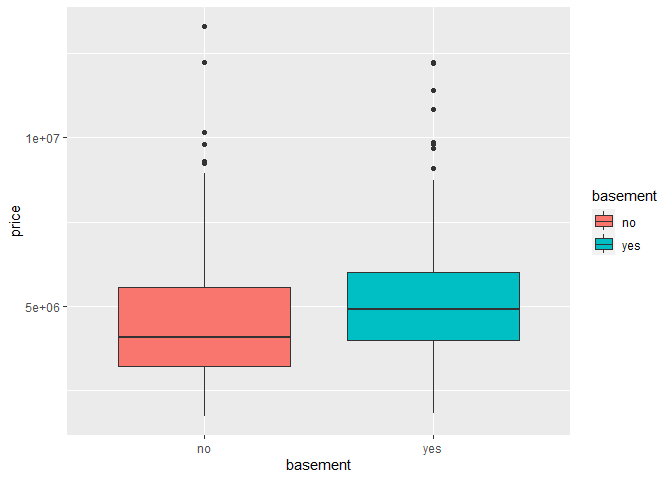 price
1e+07
5e+06
no
yes
basement
basement
no
yes